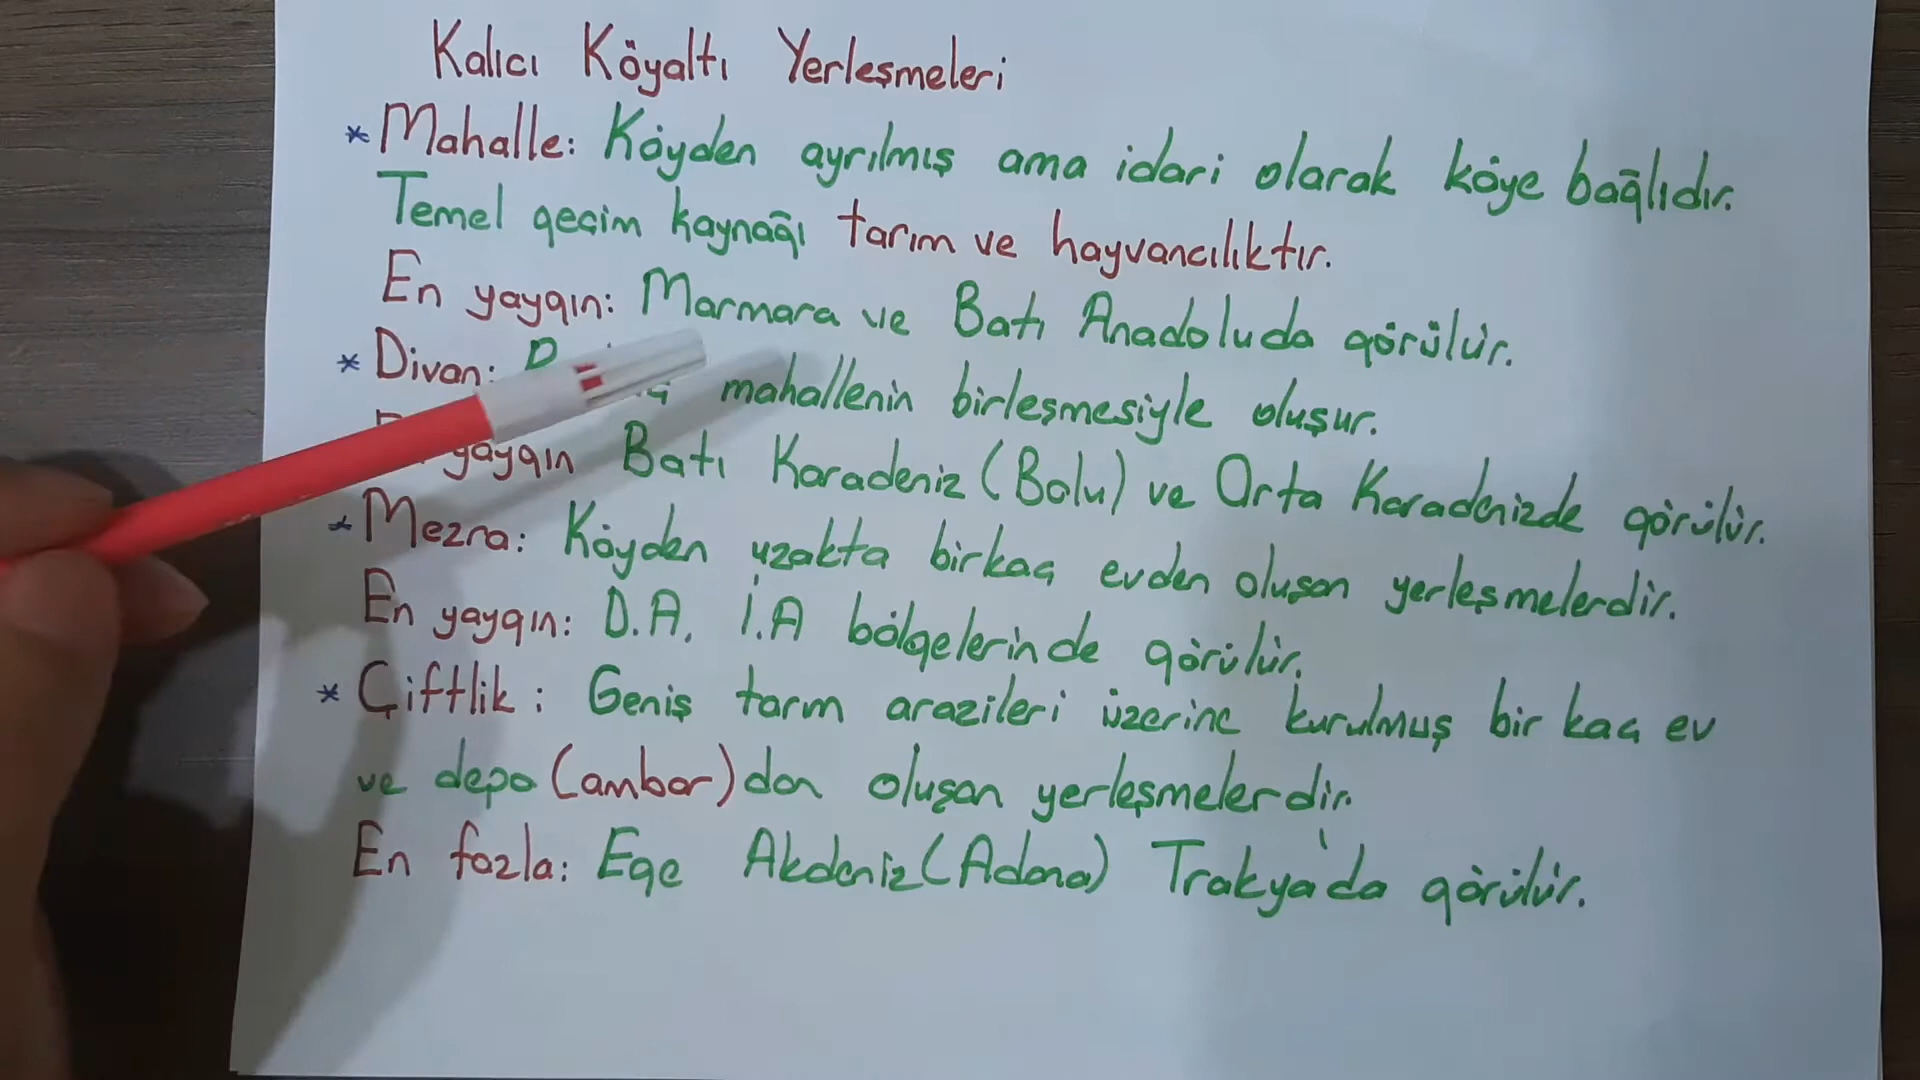 Kalıcı Köyaltı Yerleşmeleri
* Mahalle: Köyden ayrılmış ama idari olarak köye bağlıdır.
Temel geçim kaynağı tarım ve hayvancılıktır.
En yaygın: Marmara ve Batı Anadoluda görülür.
* Divan: mahallenin birleşmesiyle oluşur.
yaygın Batı Karadeniz (Bolu) ve Orta Karadenizde görülür.
* Mezra: Köyden uzakta birkaç evden oluşan yerleşmelerdir.
En yaygın: D.A. İ.A bölgelerinde görülür.
* Çiftlik: Geniş tarım arazileri üzerine kurulmuş bir kaç ev
ve depo (ambar)dan oluşan yerleşmelerdir.
En fazla: Ege Akdeniz (Adana) Trakya'da görülür.